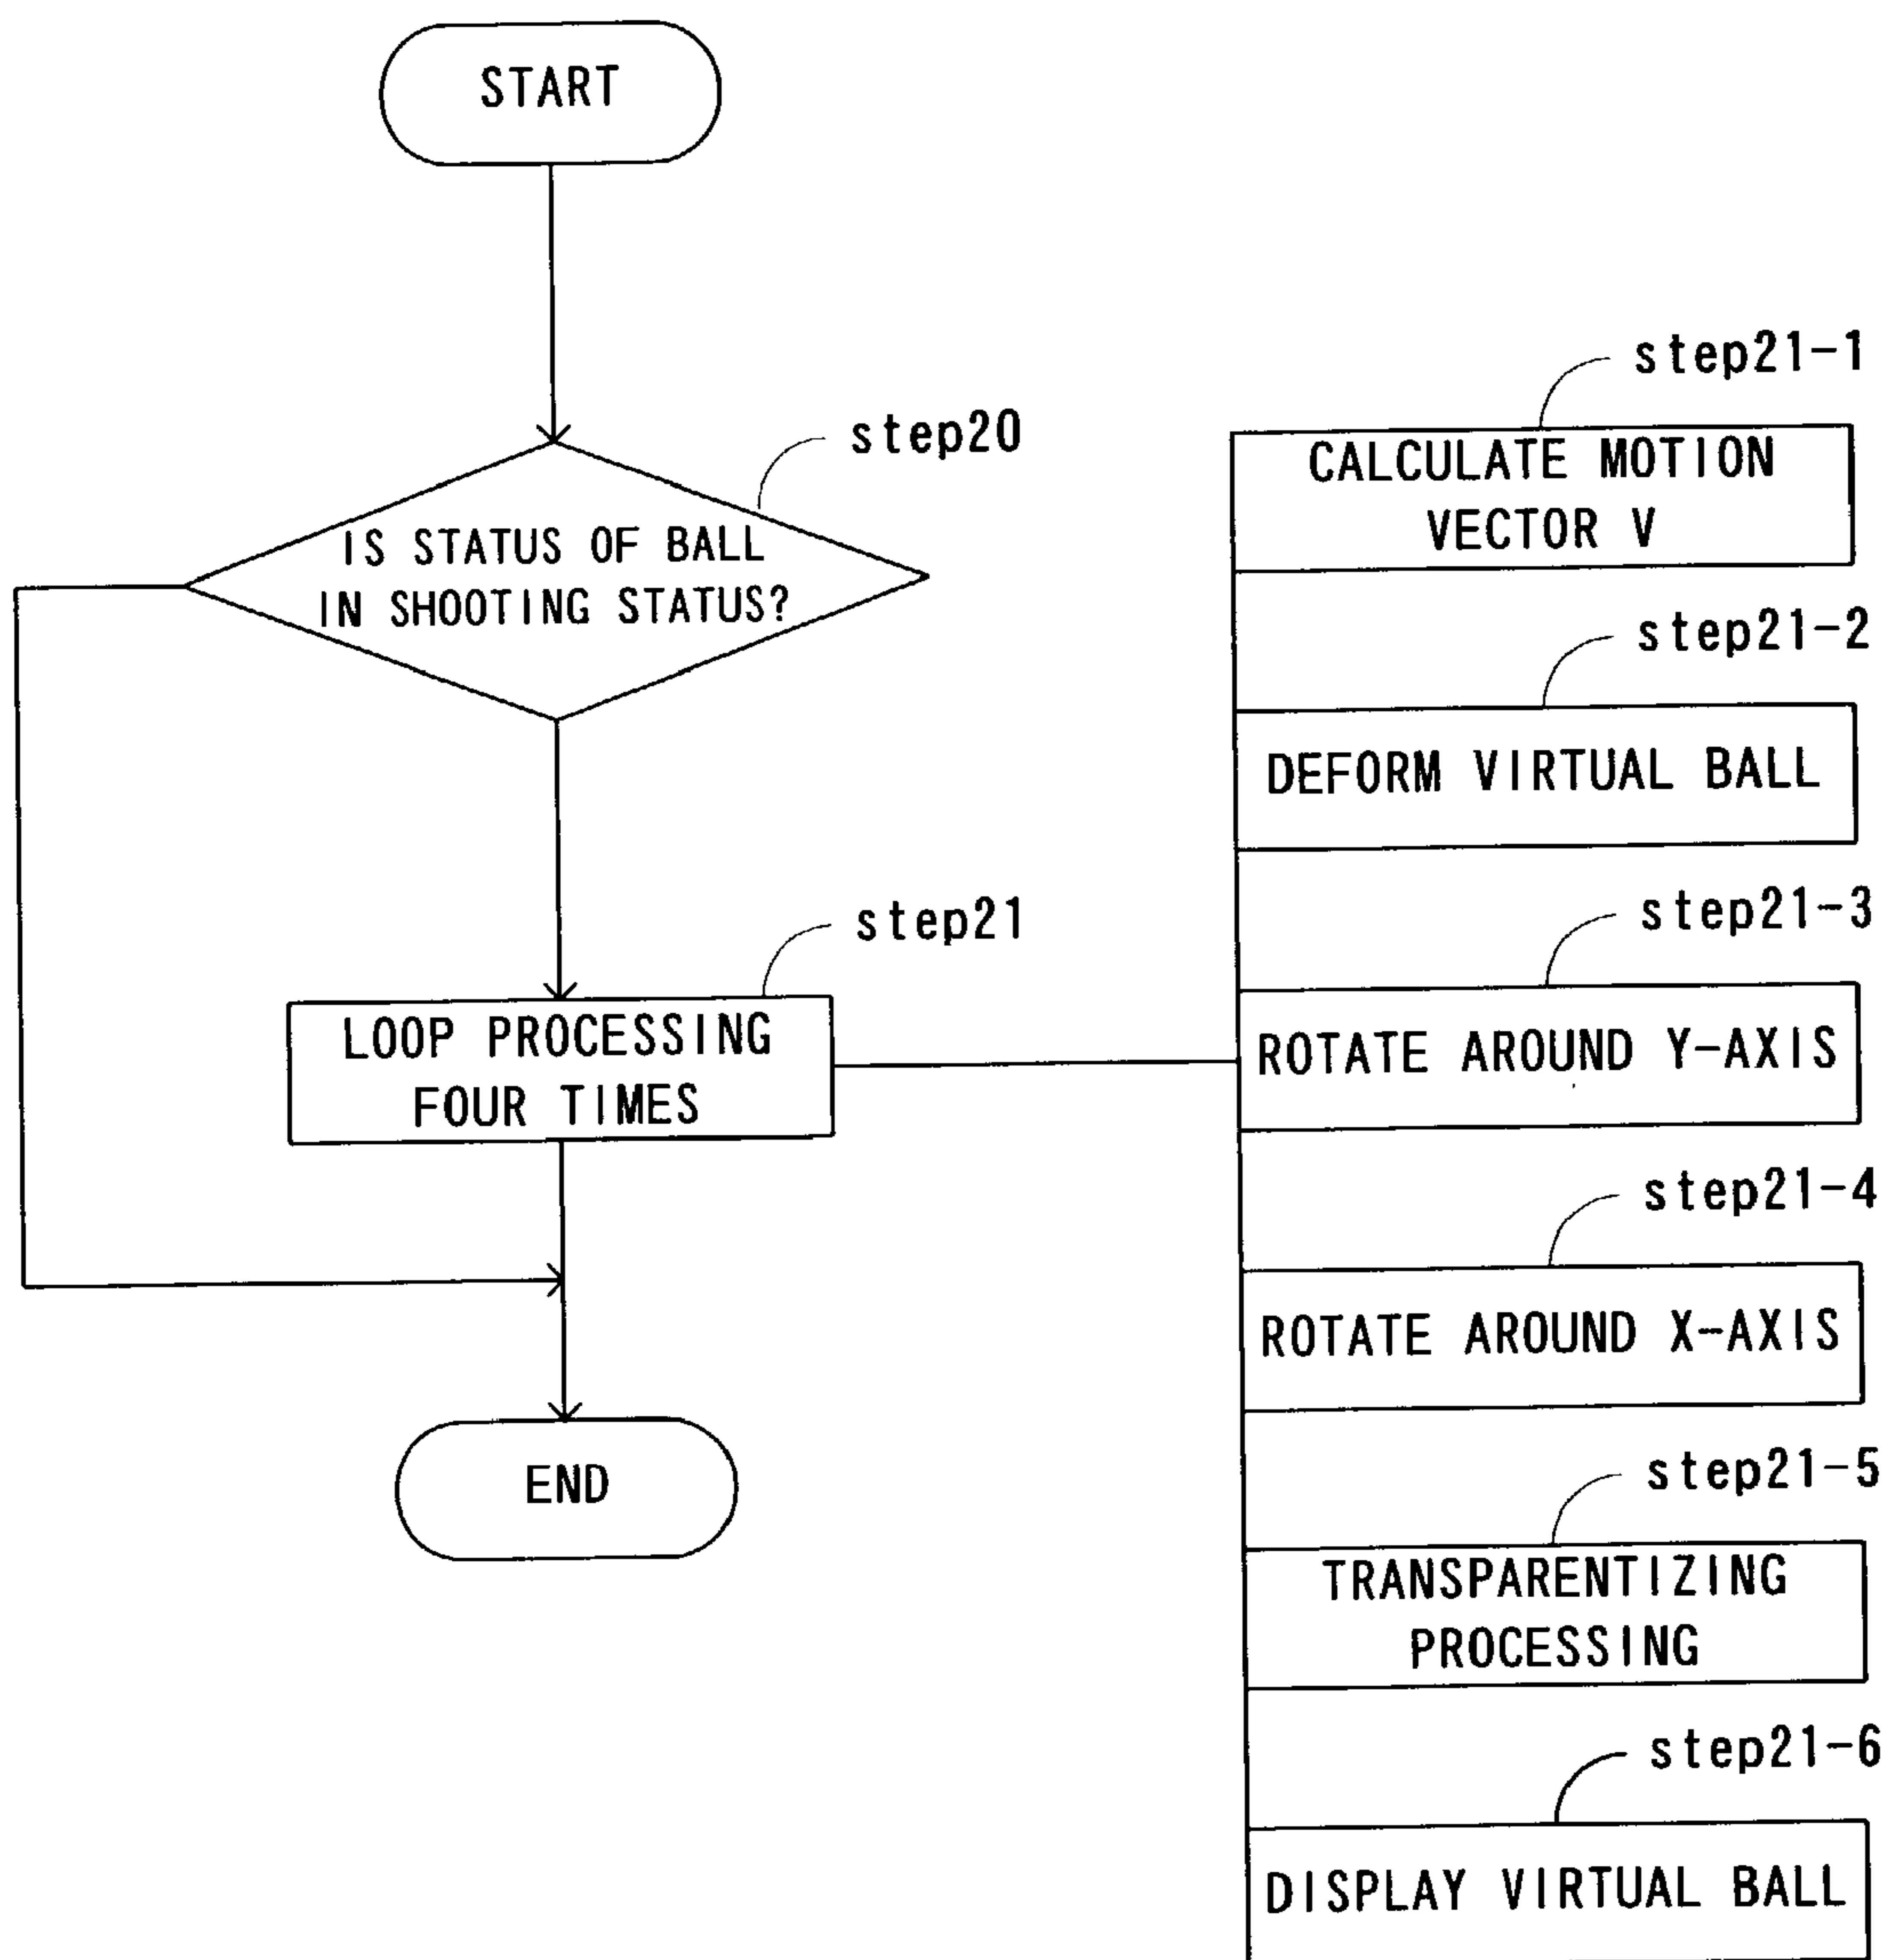 START
step20
IS STATUS OF BALL
IN SHOOTING STATUS?
step21
LOOP PROCESSING
FOUR TIMES
END
step21-1
CALCULATE MOTION
VECTOR V
step21-2
DEFORM VIRTUAL BALL
step21-3
ROTATE AROUND Y-AXIS
step21-4
ROTATE AROUND X-AXIS
step21-5
TRANSPARENTIZING
PROCESSING
step21-6
DISPLAY VIRTUAL BALL